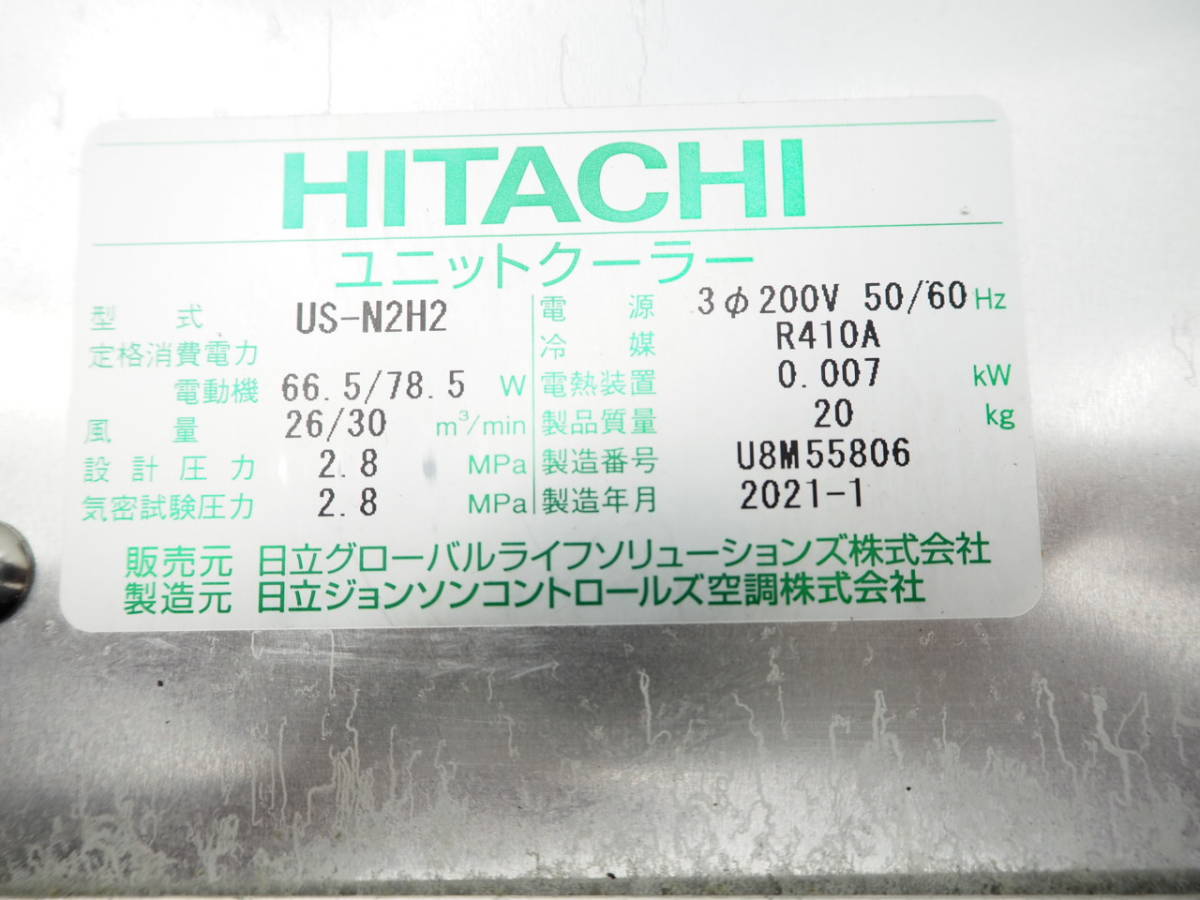 HITACHI
ユニットクーラー
型式 US-N2H2
定格消費電力
電動機 66.5/78.5 W
風量 26/30 m³/min
設計圧力 2.8 MPa
気密試験圧力 2.8 MPa
電源 3φ200V 50/60 Hz
冷媒 R410A
電熱装置 0.007 kW
製品質量 20 kg
製造番号 U8M55806
製造年月 2021-1
販売元 日立グローバルライフソリューションズ株式会社
製造元 日立ジョンソンコントロールズ空調株式会社